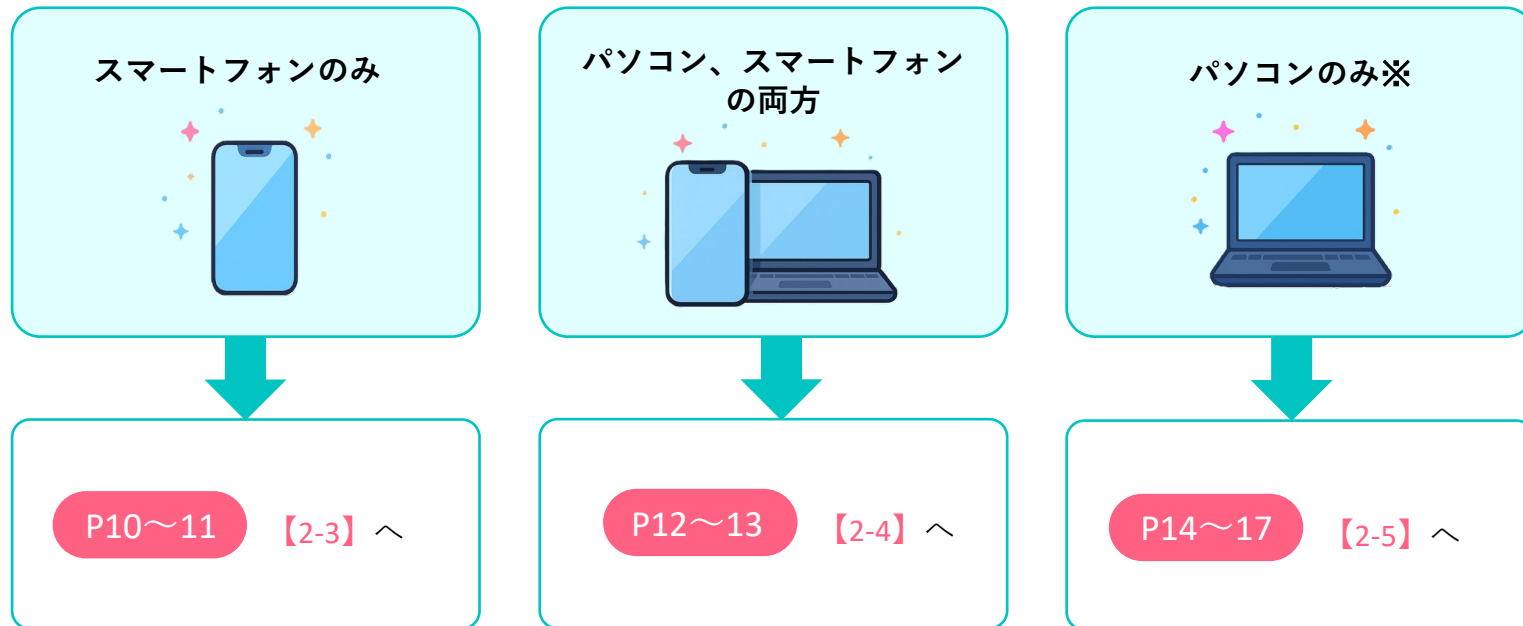 スマートフォンのみ
パソコン、スマートフォン
の両方
パソコンのみ※
P10～11 【2-3】へ
P12～13 【2-4】へ
P14～17 【2-5】へ